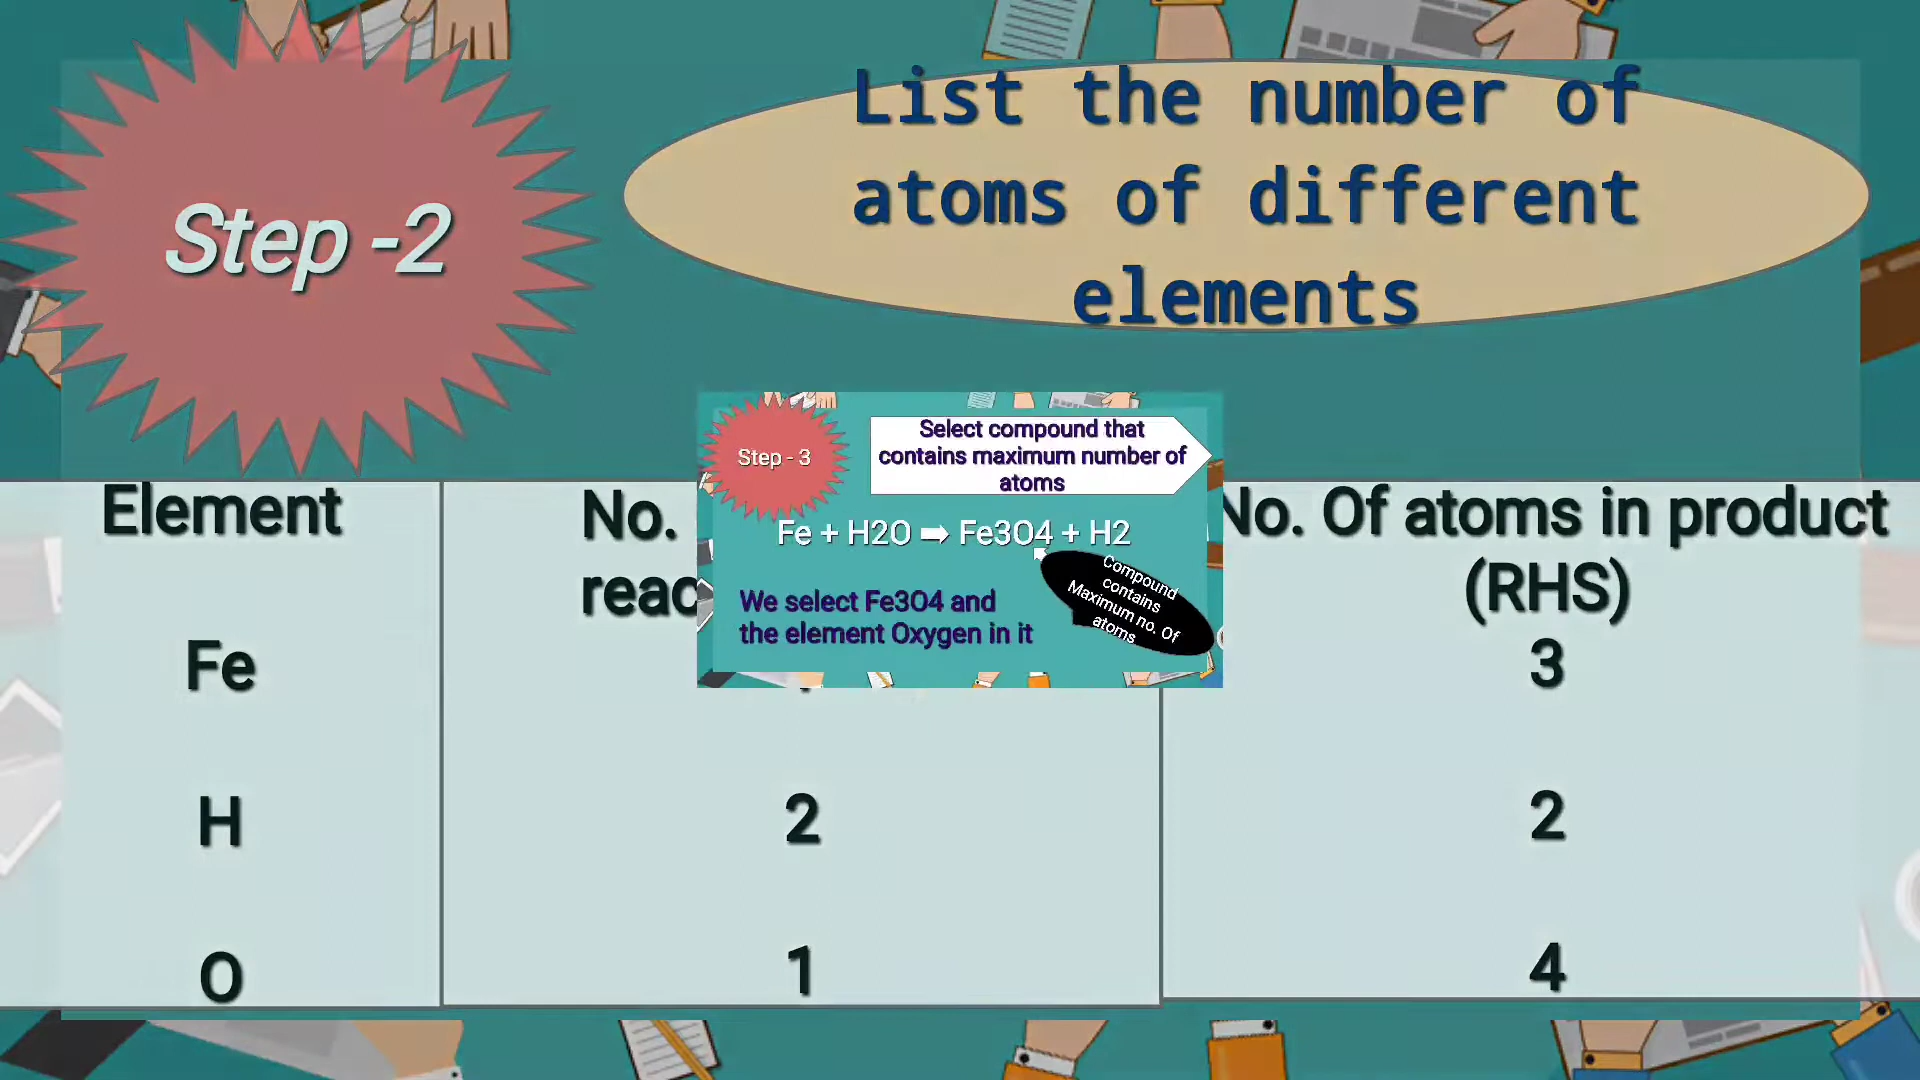 Step -2
List the number of
atoms of different
elements
Element
No.
No. Of atoms in product
(RHS)
Fe
3
H
2
2
O
1
4
Step - 3
Select compound that
contains maximum number of
atoms
Fe + H2O ➡ Fe3O4 + H2
We select Fe3O4 and
the element Oxygen in it
Compound
contains
Maximum no. Of
atoms